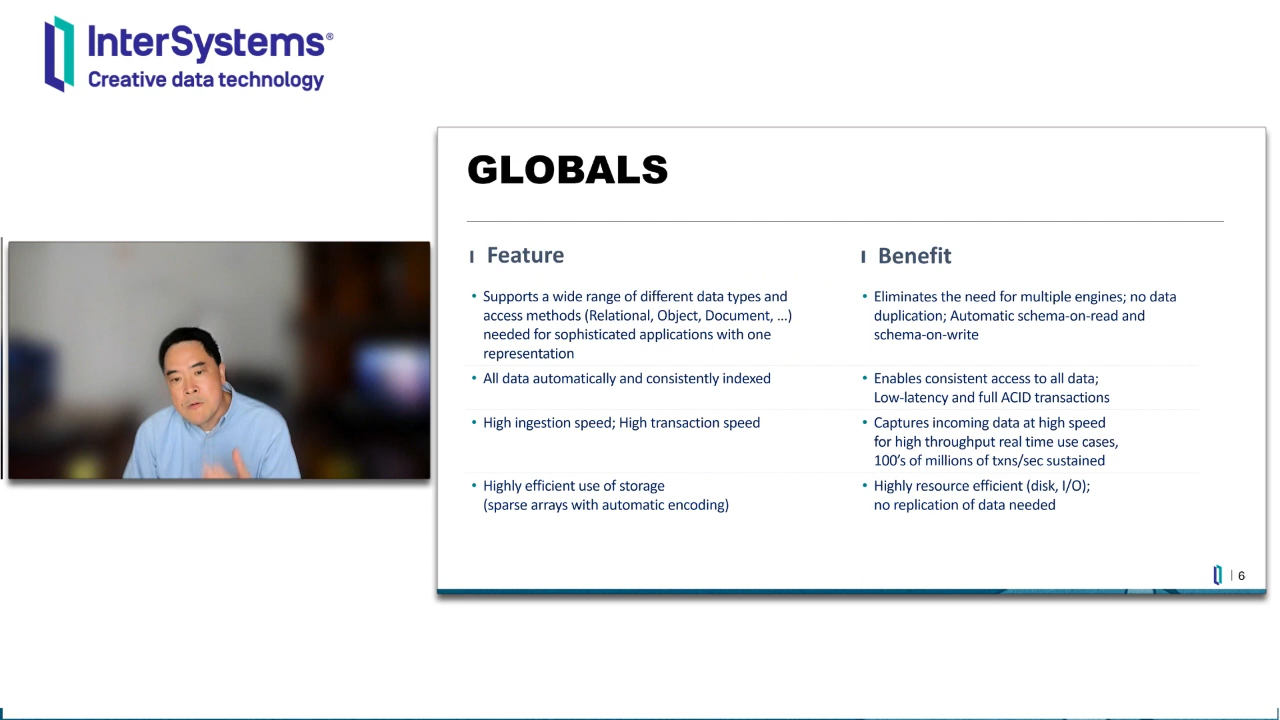 InterSystems®
Creative data technology
GLOBALS
Feature
• Supports a wide range of different data types and
access methods (Relational, Object, Document, ...)
needed for sophisticated applications with one
representation
• All data automatically and consistently indexed
• High ingestion speed; High transaction speed
• Highly efficient use of storage
(sparse arrays with automatic encoding)
Benefit
• Eliminates the need for multiple engines; no data
duplication; Automatic schema-on-read and
schema-on-write
• Enables consistent access to all data;
Low-latency and full ACID transactions
• Captures incoming data at high speed
for high throughput real time use cases,
100's of millions of txns/sec sustained
• Highly resource efficient (disk, I/O);
no replication of data needed
| 6